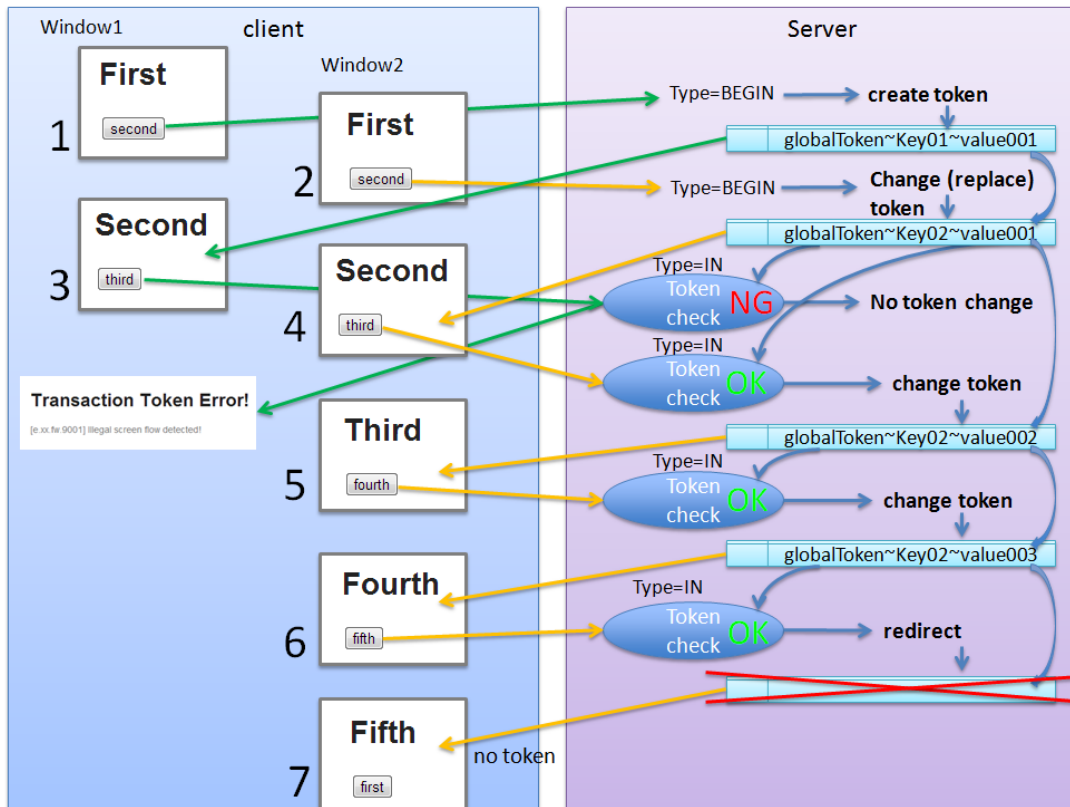 Window1
client
Server
First
second
1
Window2
First
second
2
Type=BEGIN
create token
globalToken~Key01~value001
Type=BEGIN
Change (replace)
token
globalToken~Key02~value001
Second
third
3
Second
third
4
Type=IN
Token
check
NG
No token change
Type=IN
Token
check
OK
change token
Transaction Token Error!
[e.xx.fw.9001] Illegal screen flow detected!
globalToken~Key02~value002
Third
fourth
5
Type=IN
Token
check
OK
change token
globalToken~Key02~value003
Fourth
fifth
6
Type=IN
Token
check
OK
redirect
Fifth
first
7
no token